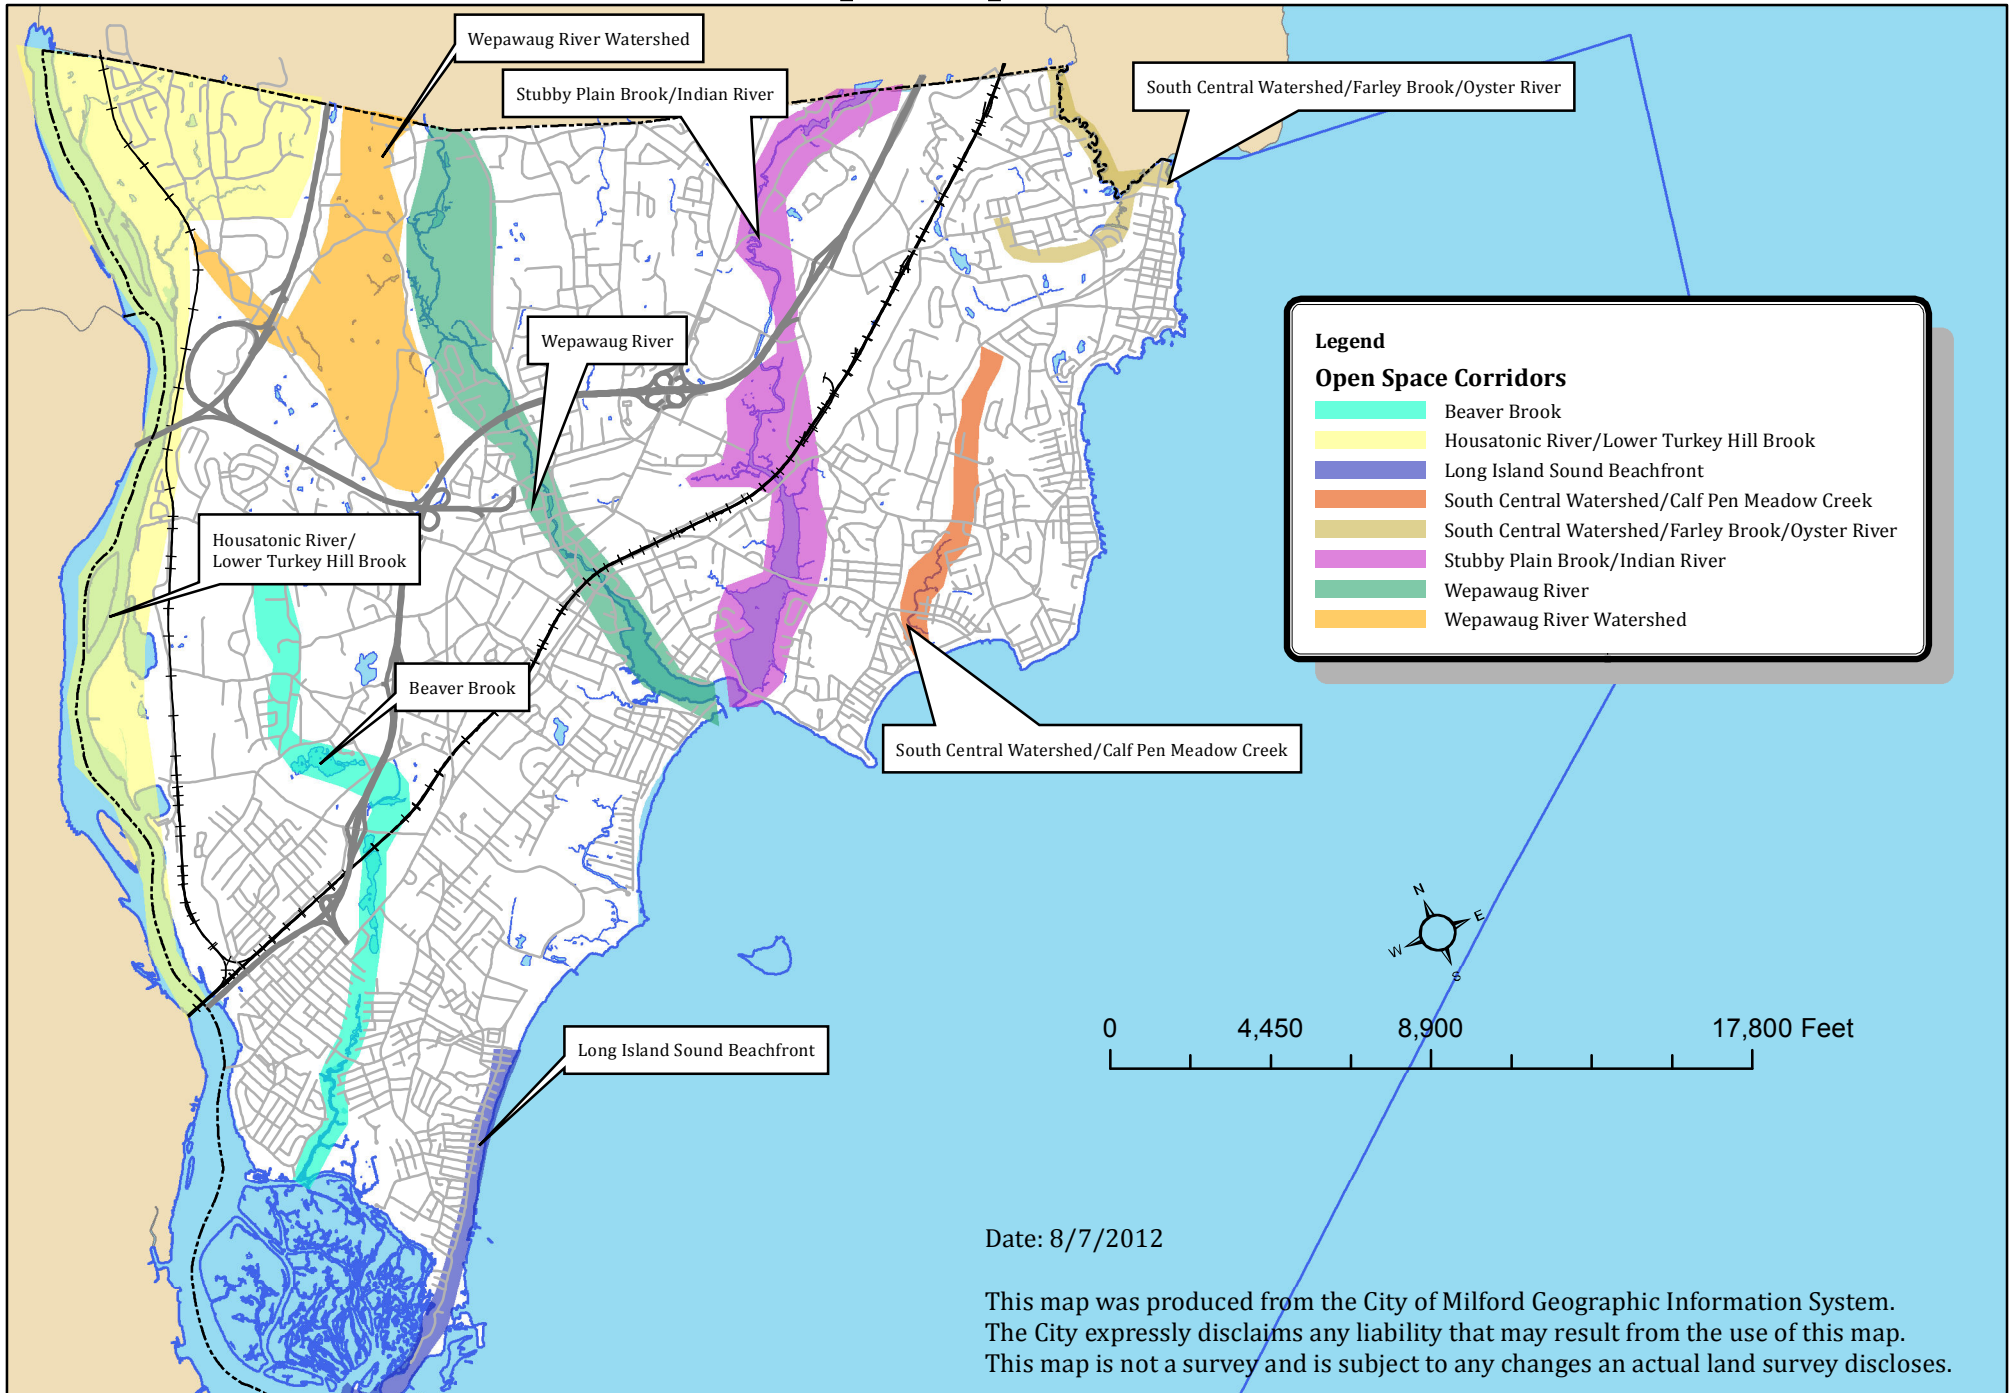 Wepawaug River Watershed
Stubby Plain Brook/Indian River
South Central Watershed/Farley Brook/Oyster River
Wepawaug River
Legend
Open Space Corridors
Beaver Brook
Housatonic River/Lower Turkey Hill Brook
Long Island Sound Beachfront
South Central Watershed/Calf Pen Meadow Creek
South Central Watershed/Farley Brook/Oyster River
Stubby Plain Brook/Indian River
Wepawaug River
Wepawaug River Watershed
Housatonic River/
Lower Turkey Hill Brook
Beaver Brook
South Central Watershed/Calf Pen Meadow Creek
N
E
W
S
0 4,450 8,900 17,800 Feet
Long Island Sound Beachfront
Date: 8/7/2012
This map was produced from the City of Milford Geographic Information System.
The City expressly disclaims any liability that may result from the use of this map.
This map is not a survey and is subject to any changes an actual land survey discloses.